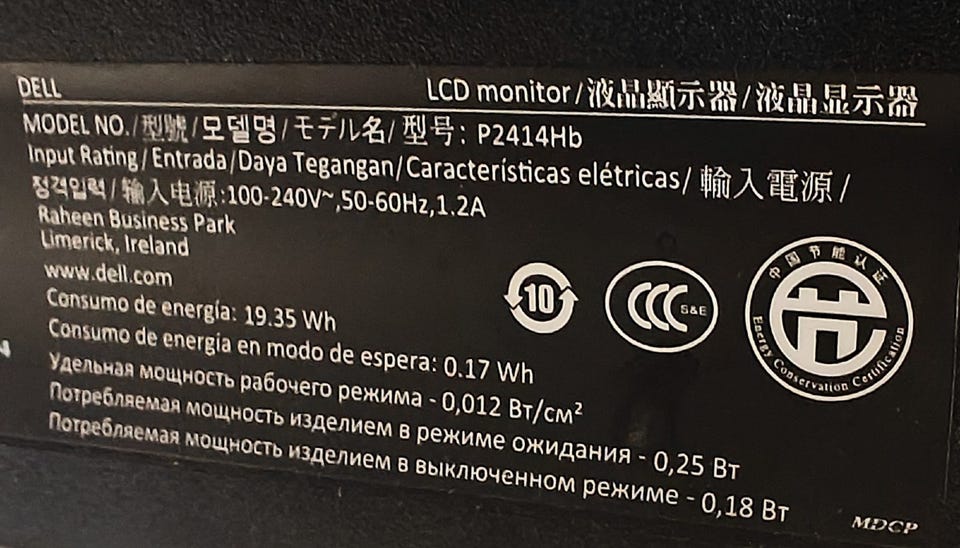 DELL
LCD monitor/液晶顯示器/液晶显示器
MODEL NO./型號/모델명/モデル名/型号: P2414Hb
Input Rating/Entrada/Daya Tegangan/Características elétricas/輸入電源/
정격입력/输入电源:100-240V~,50-60Hz,1.2A
Raheen Business Park
Limerick, Ireland
www.dell.com
Consumo de energía: 19.35 Wh
Consumo de energia en modo de espera: 0.17 Wh
Удельная мощность рабочего режима - 0,012 Вт/см²
Потребляемая мощность изделием в режиме ожидания - 0,25 Вт
Потребляемая мощность изделием в выключенном режиме - 0,18 Вт
10
CCC S&E
中国节能认证
Energy Conservation Certification
MDCP